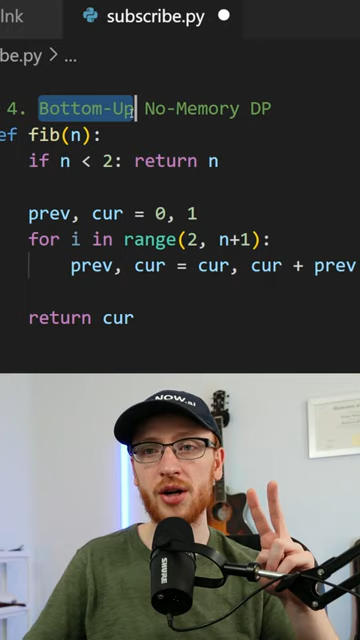 lnk
subscribe.py
be.py > ...
4. Bottom-Up No-Memory DP
ef fib(n):
if n < 2: return n
prev, cur = 0, 1
for i in range(2, n+1):
prev, cur = cur, cur + prev
return cur
NOW.ai
SHURE